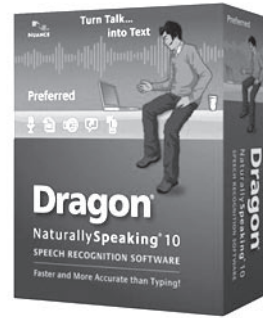 NUANCE
Turn Talk...
into Text
Preferred
Dragon
NaturallySpeaking® 10
SPEECH RECOGNITION SOFTWARE
Faster and More Accurate than Typing!
Dragon
NaturallySpeaking® 10
SPEECH RECOGNITION SOFTWARE